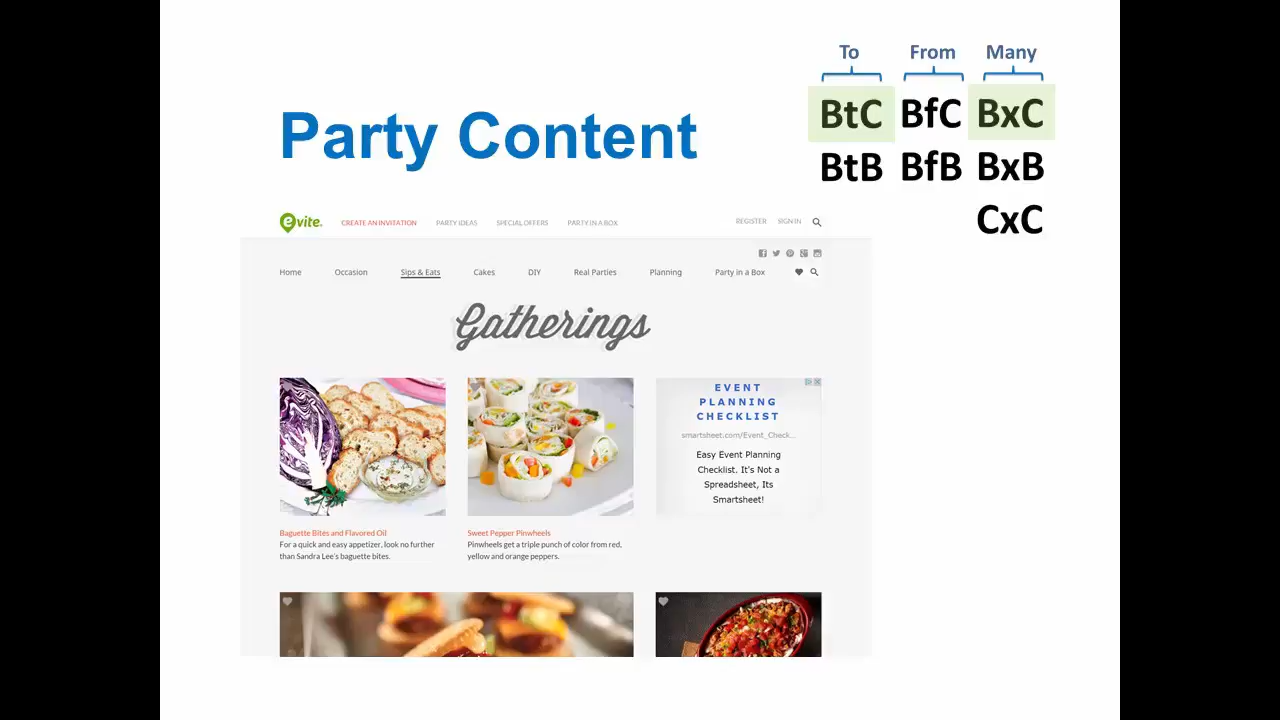 To From Many
Party Content
BtC BfC BxC
BtB BfB BxB
CxC
evite.
CREATE AN INVITATION PARTY IDEAS SPECIAL OFFERS PARTY IN A BOX REGISTER SIGN IN
Home Occasion Sips & Eats Cakes DIY Real Parties Planning Party in a Box
Gatherings
EVENT
PLANNING
CHECKLIST
smartsheet.com/Event_Check...
Easy Event Planning
Checklist. It's Not a
Spreadsheet, Its
Smartsheet!
Baguette Bites and Flavored Oil
For a quick and easy appetizer, look no further
than Sandra Lee's baguette bites.
Sweet Pepper Pinwheels
Pinwheels get a triple punch of color from red,
yellow and orange peppers.